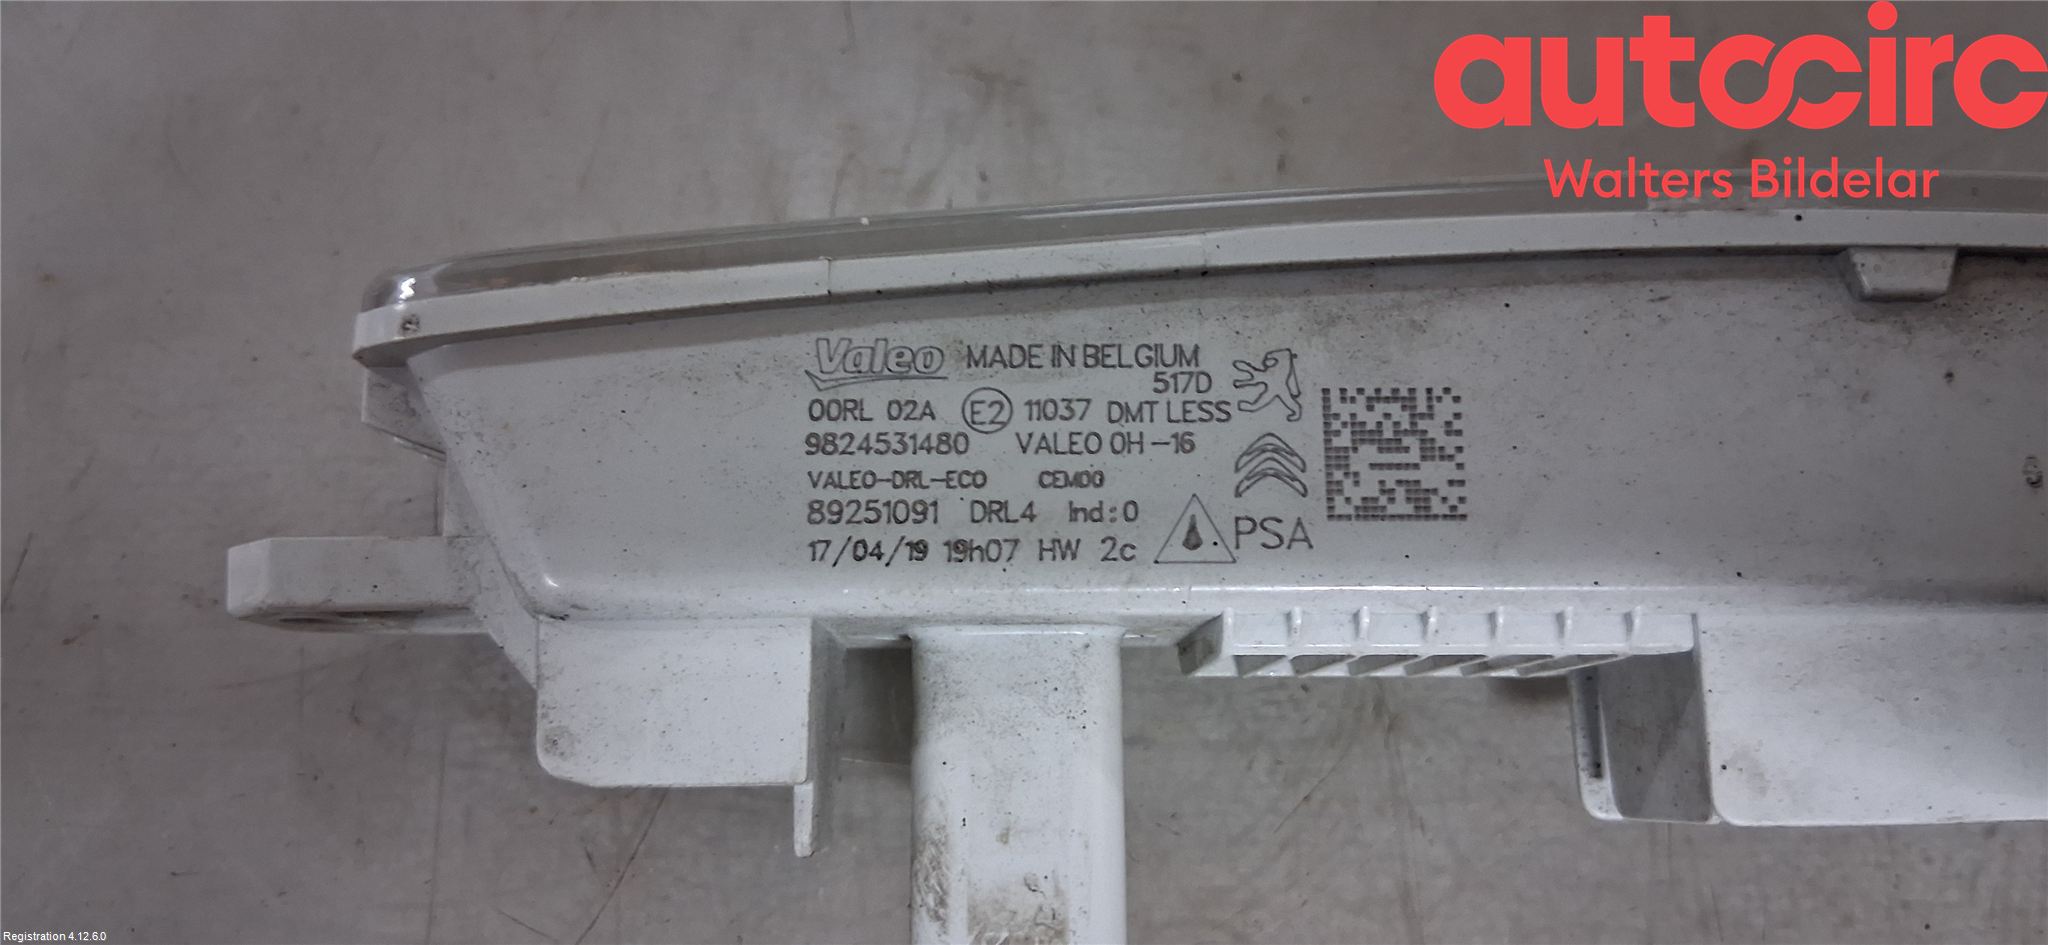 autocirc
Walters Bildelar
Valeo MADE IN BELGIUM
517D
00RL 02A E2 11037 DMT LESS
9824531480 VALEO 0H-16
VALEO-DRL-ECO CEM00
89251091 DRL4 Ind:0
17/04/19 19h07 HW 2c
PSA
Registration 4.12.6.0